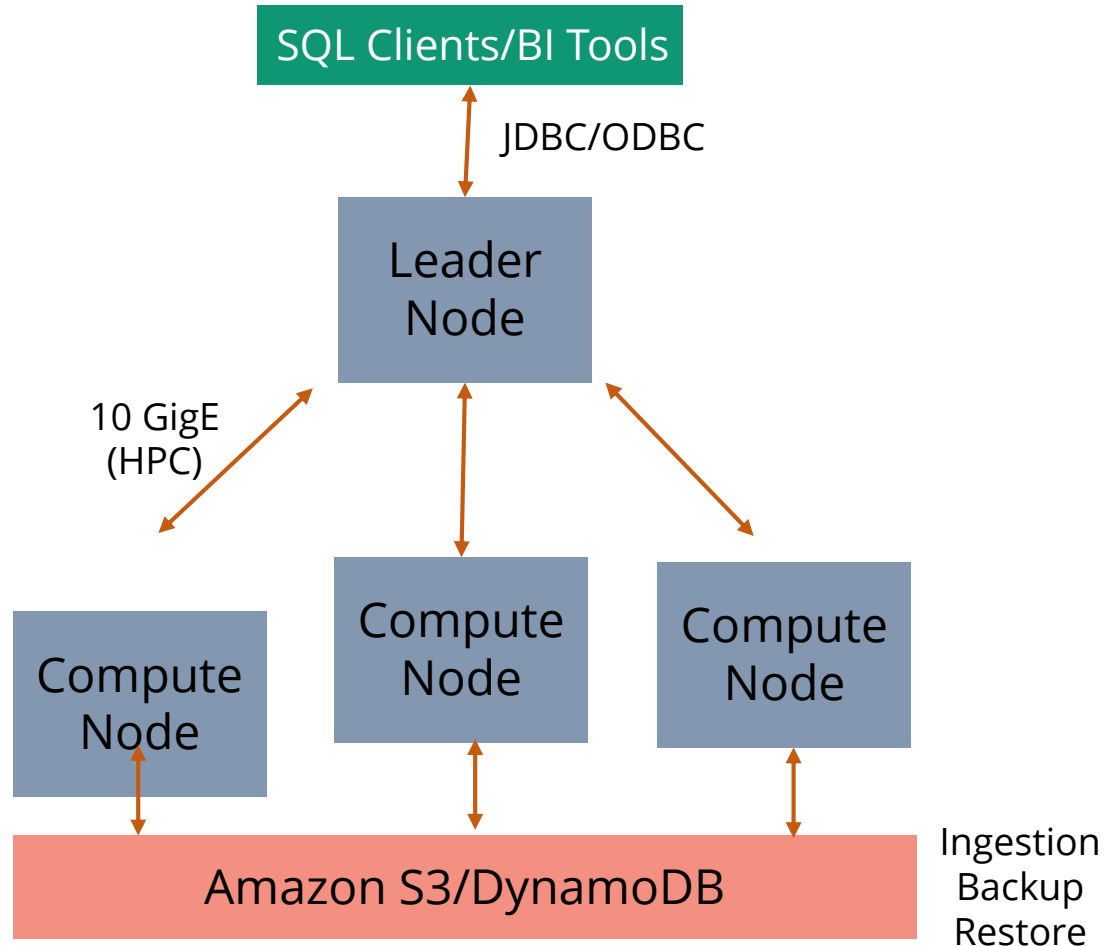 SQL Clients/BI Tools
JDBC/ODBC
Leader
Node
10 GigE
(HPC)
Compute
Node
Compute
Node
Compute
Node
Amazon S3/DynamoDB
Ingestion
Backup
Restore